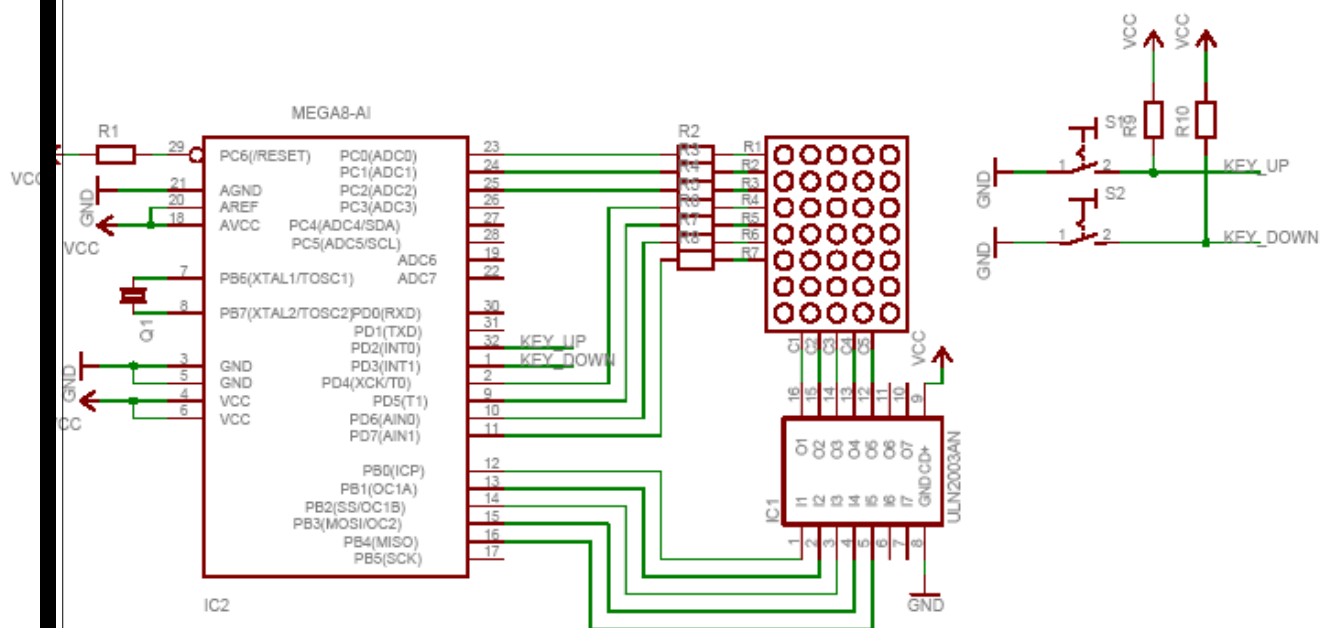 VCC VCC
R9 R10
S1
1 2 KEY_UP
GND
S2
1 2 KEY_DOWN
GND
MEGA8-AI
R1
VCC
29 PC6(/RESET) PC0(ADC0) 23
PC1(ADC1) 24
21 AGND PC2(ADC2) 25
GND
20 AREF PC3(ADC3) 26
18 AVCC PC4(ADC4/SDA) 27
VCC
PC5(ADC5/SCL) 28
ADC6 19
7 PB6(XTAL1/TOSC1) ADC7 22
Q1
8 PB7(XTAL2/TOSC2) PD0(RXD) 30
PD1(TXD) 31
PD2(INT0) 32 KEY_UP
3 GND PD3(INT1) 1 KEY_DOWN
GND
5 GND PD4(XCK/T0) 2
4 VCC PD5(T1) 9
CC
6 VCC PD6(AIN0) 10
PD7(AIN1) 11
PB0(ICP) 12
PB1(OC1A) 13
PB2(SS/OC1B) 14
PB3(MOSI/OC2) 15
PB4(MISO) 16
PB5(SCK) 17
IC2
R2
R3 R1
R4 R2
R5 R3
R6 R4
R7 R5
R8 R6
R7
C1 C2 C3 C4 C5
VCC
16 15 14 13 12 11 10 9
O1 O2 O3 O4 O5 O6 O7 CD+
I1 I2 I3 I4 I5 I6 I7 GND
IC1
ULN2003AN
1 2 3 4 5 6 7 8
GND